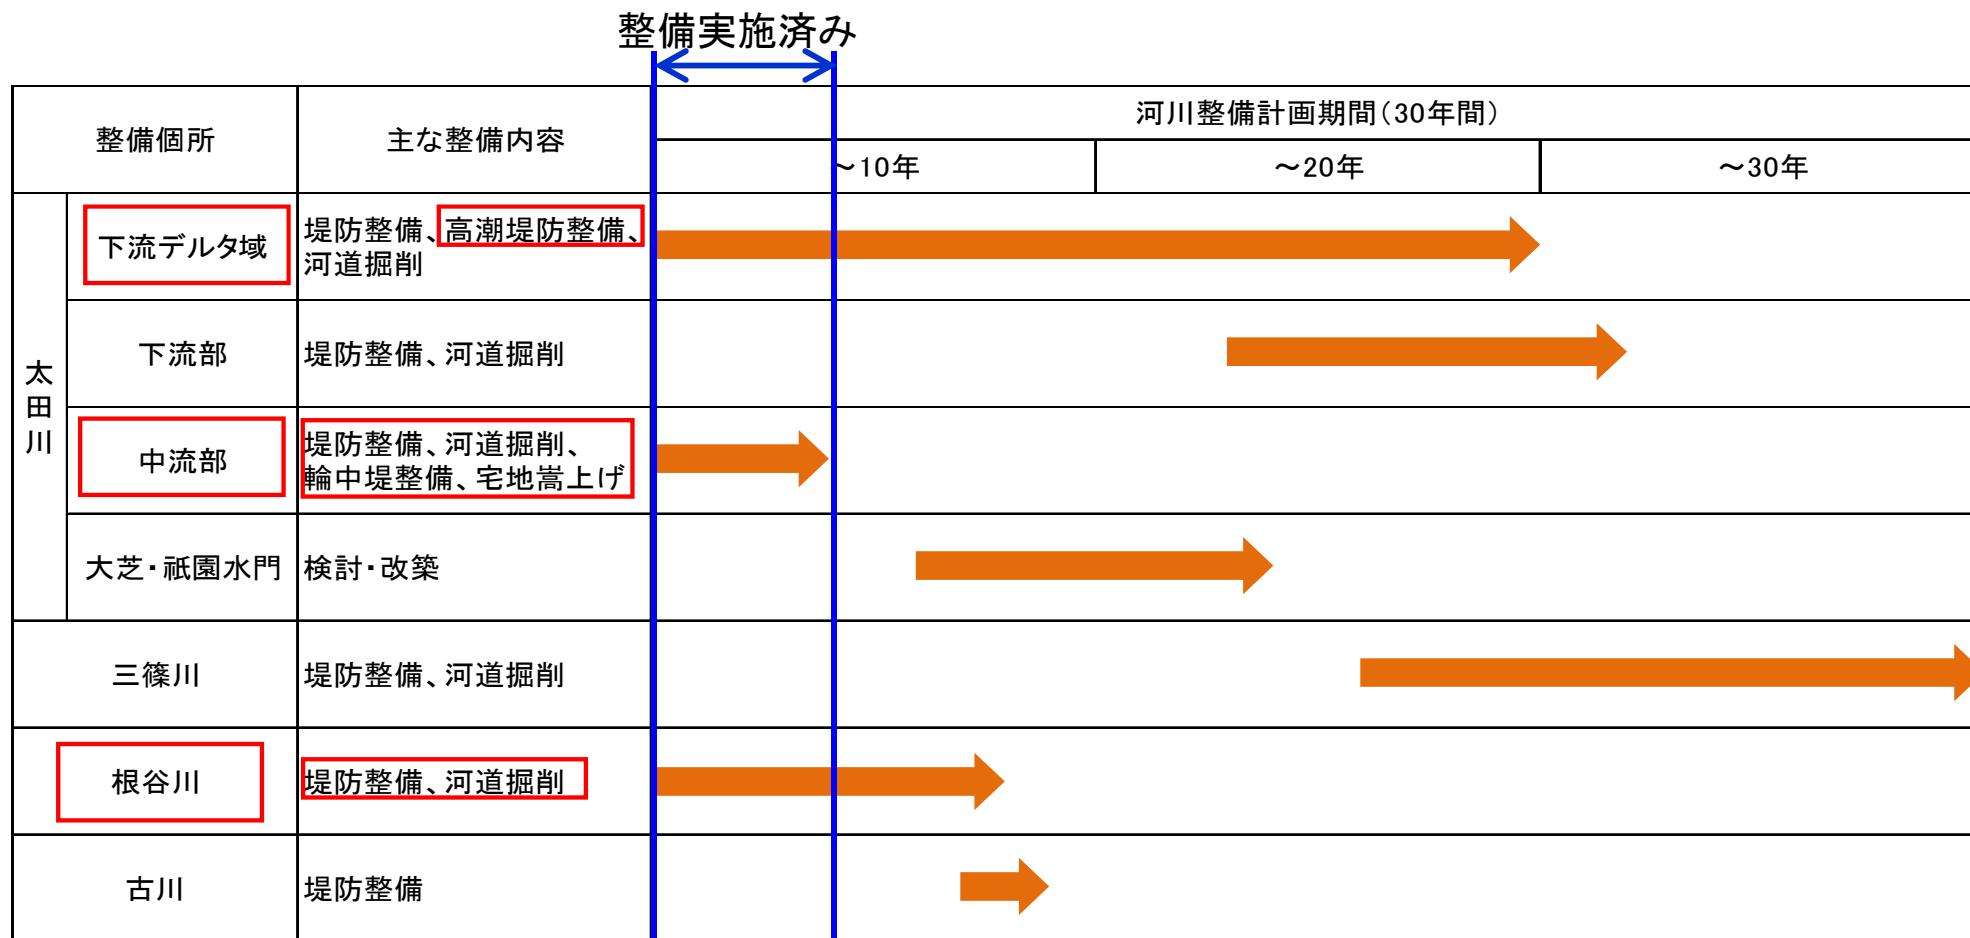 整備実施済み
整備個所
主な整備内容
河川整備計画期間（30年間）
～10年
～20年
～30年
太田川
下流デルタ域
堤防整備、高潮堤防整備、
河道掘削
下流部
堤防整備、河道掘削
中流部
堤防整備、河道掘削、
輪中堤整備、宅地嵩上げ
大芝・祇園水門
検討・改築
三篠川
堤防整備、河道掘削
根谷川
堤防整備、河道掘削
古川
堤防整備